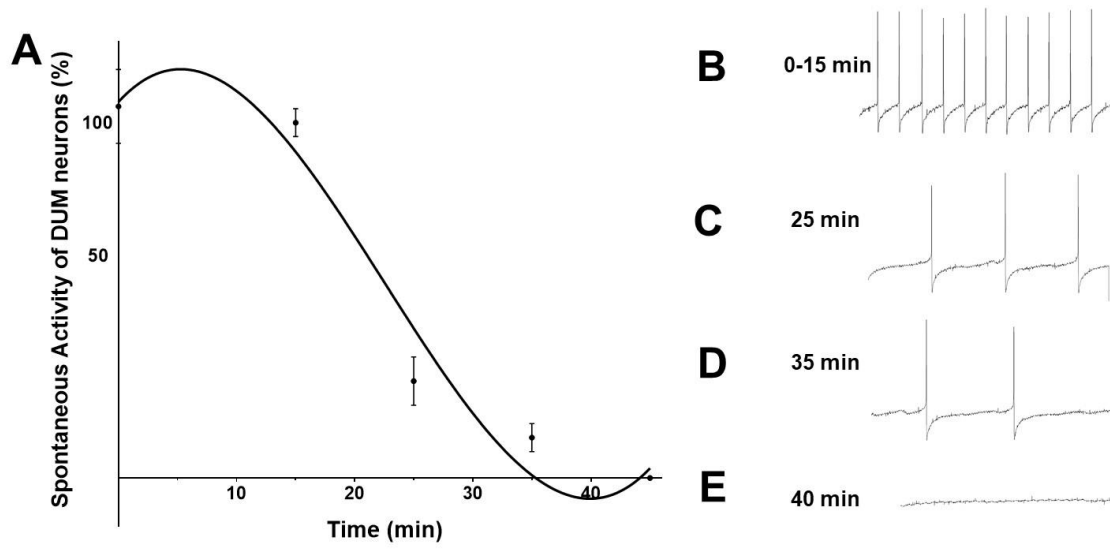 A
Spontaneous Activity of DUM neurons (%)
100
50
10
20
30
40
Time (min)
B
0-15 min
C
25 min
D
35 min
E
40 min